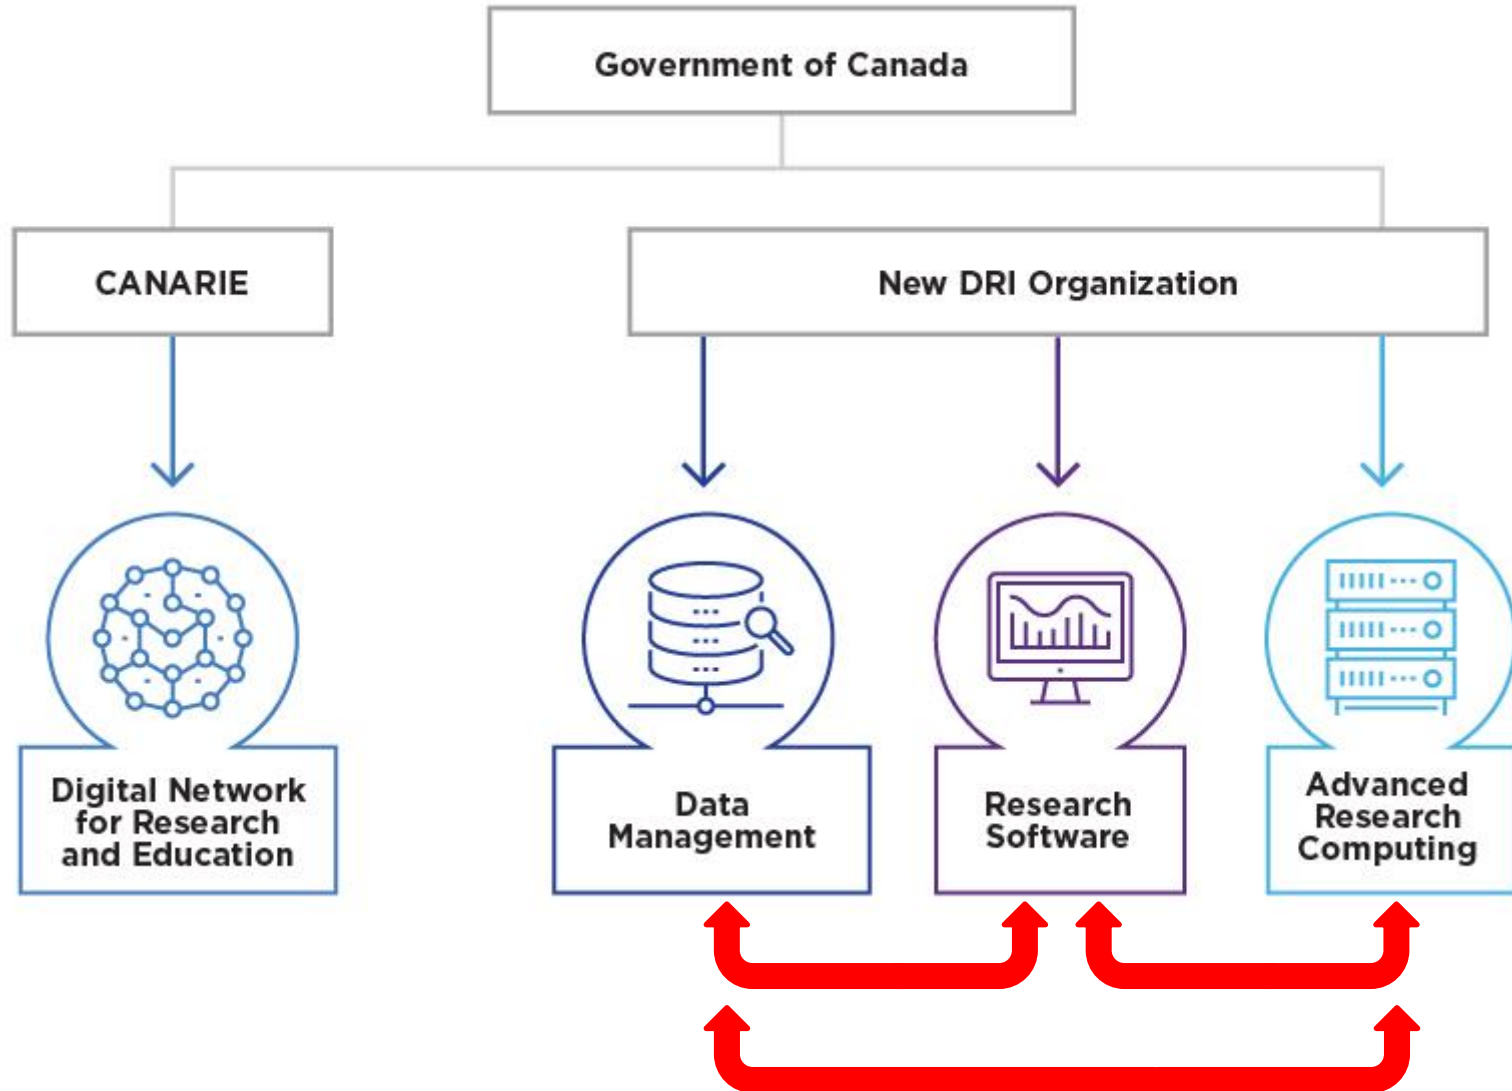 Government of Canada
CANARIE
New DRI Organization
Digital Network
for Research
and Education
Data
Management
Research
Software
Advanced
Research
Computing